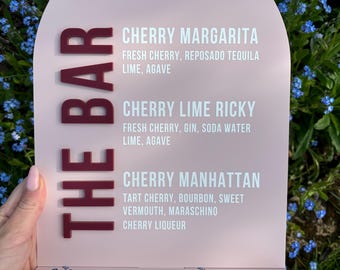 THE BAR
CHERRY MARGARITA
FRESH CHERRY, REPOSADO TEQUILA
LIME, AGAVE
CHERRY LIME RICKY
FRESH CHERRY, GIN, SODA WATER
LIME, AGAVE
CHERRY MANHATTAN
TART CHERRY, BOURBON, SWEET
VERMOUTH, MARASCHINO
CHERRY LIQUEUR